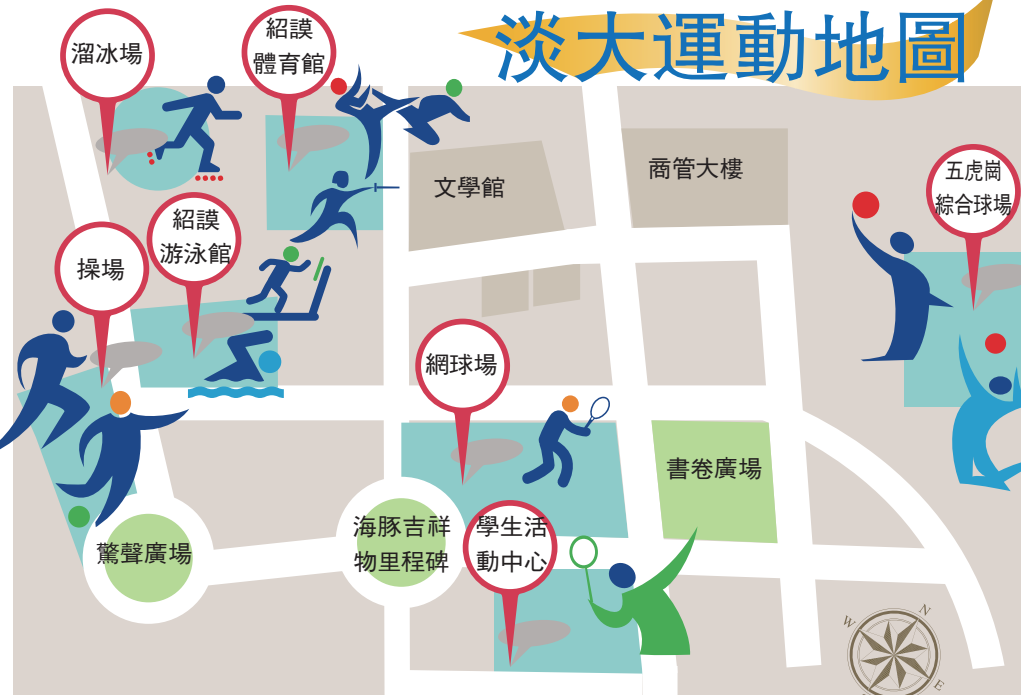 淡大運動地圖
溜冰場
紹謨
體育館
文學館
商管大樓
五虎崗
綜合球場
紹謨
游泳館
操場
網球場
書卷廣場
海豚吉祥
物里程碑
學生活
動中心
驚聲廣場
N
W
E